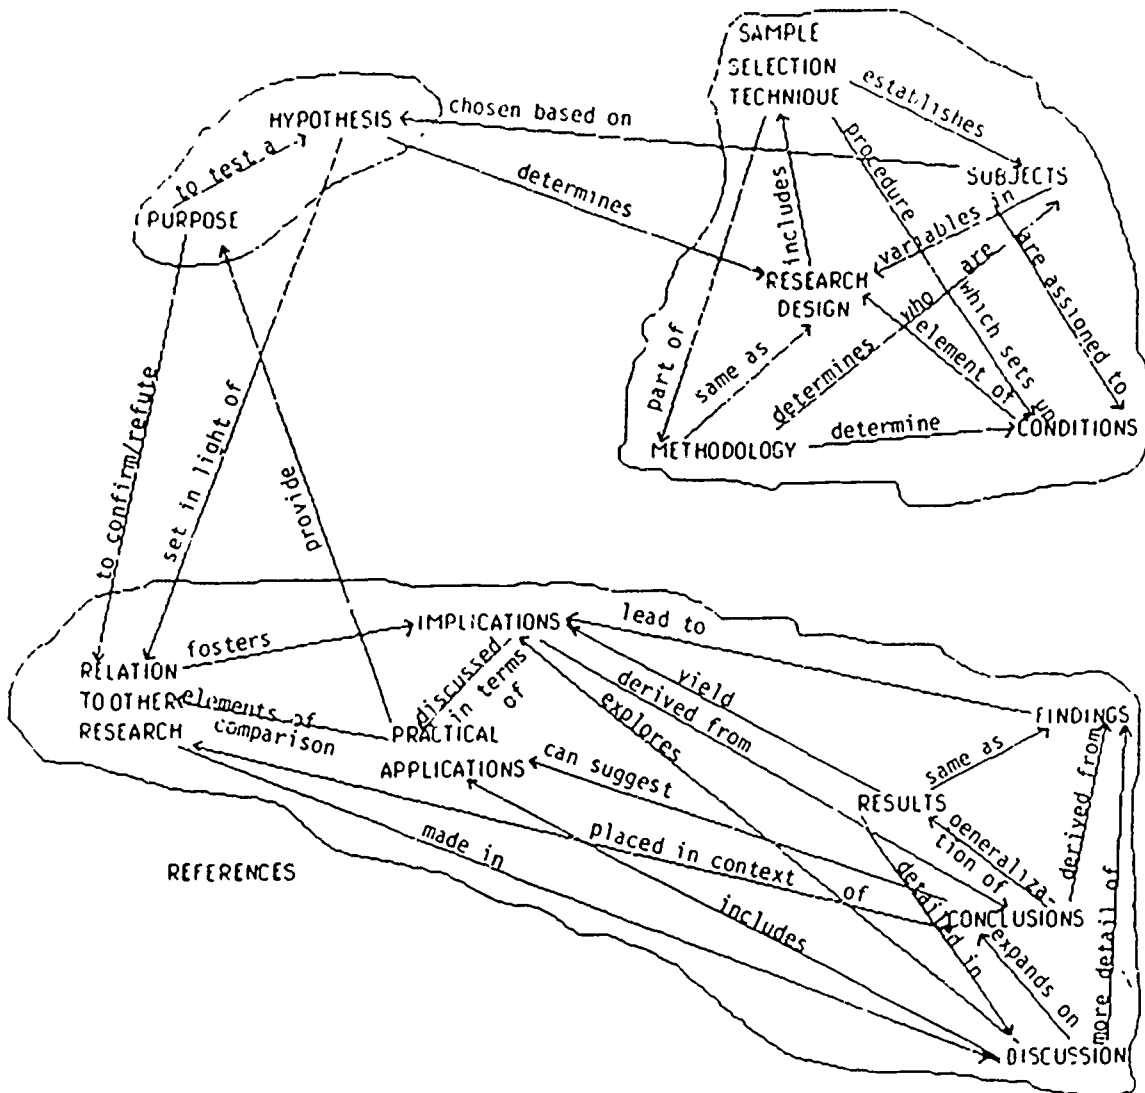 SAMPLE
SELECTION
TECHNIQUE
establishes
HYPOTHESIS
chosen based on
procedure
to test a
SUBJECTS
determines
includes
variables in
PURPOSE
are assioned to
RESEARCH
DESIGN
who are
which sets up
element of
part of
same as
determines
METHODOLOGY
determine
CONDITIONS
to confirm/refute
set in light of
provide
IMPLICATIONS
lead to
fosters
RELATION
TO OTHER
RESEARCH
elements of
comparison
discussed
in terms
of
yield
derived from
explores
FINDINGS
PRACTICAL
APPLICATIONS
can suggest
same as
derived from
RESULTS
made in
placed in context of
oeneraliza-
tion of
REFERENCES
includes
detailed in
CONCLUSIONS
expands on
more detail of
DISCUSSION